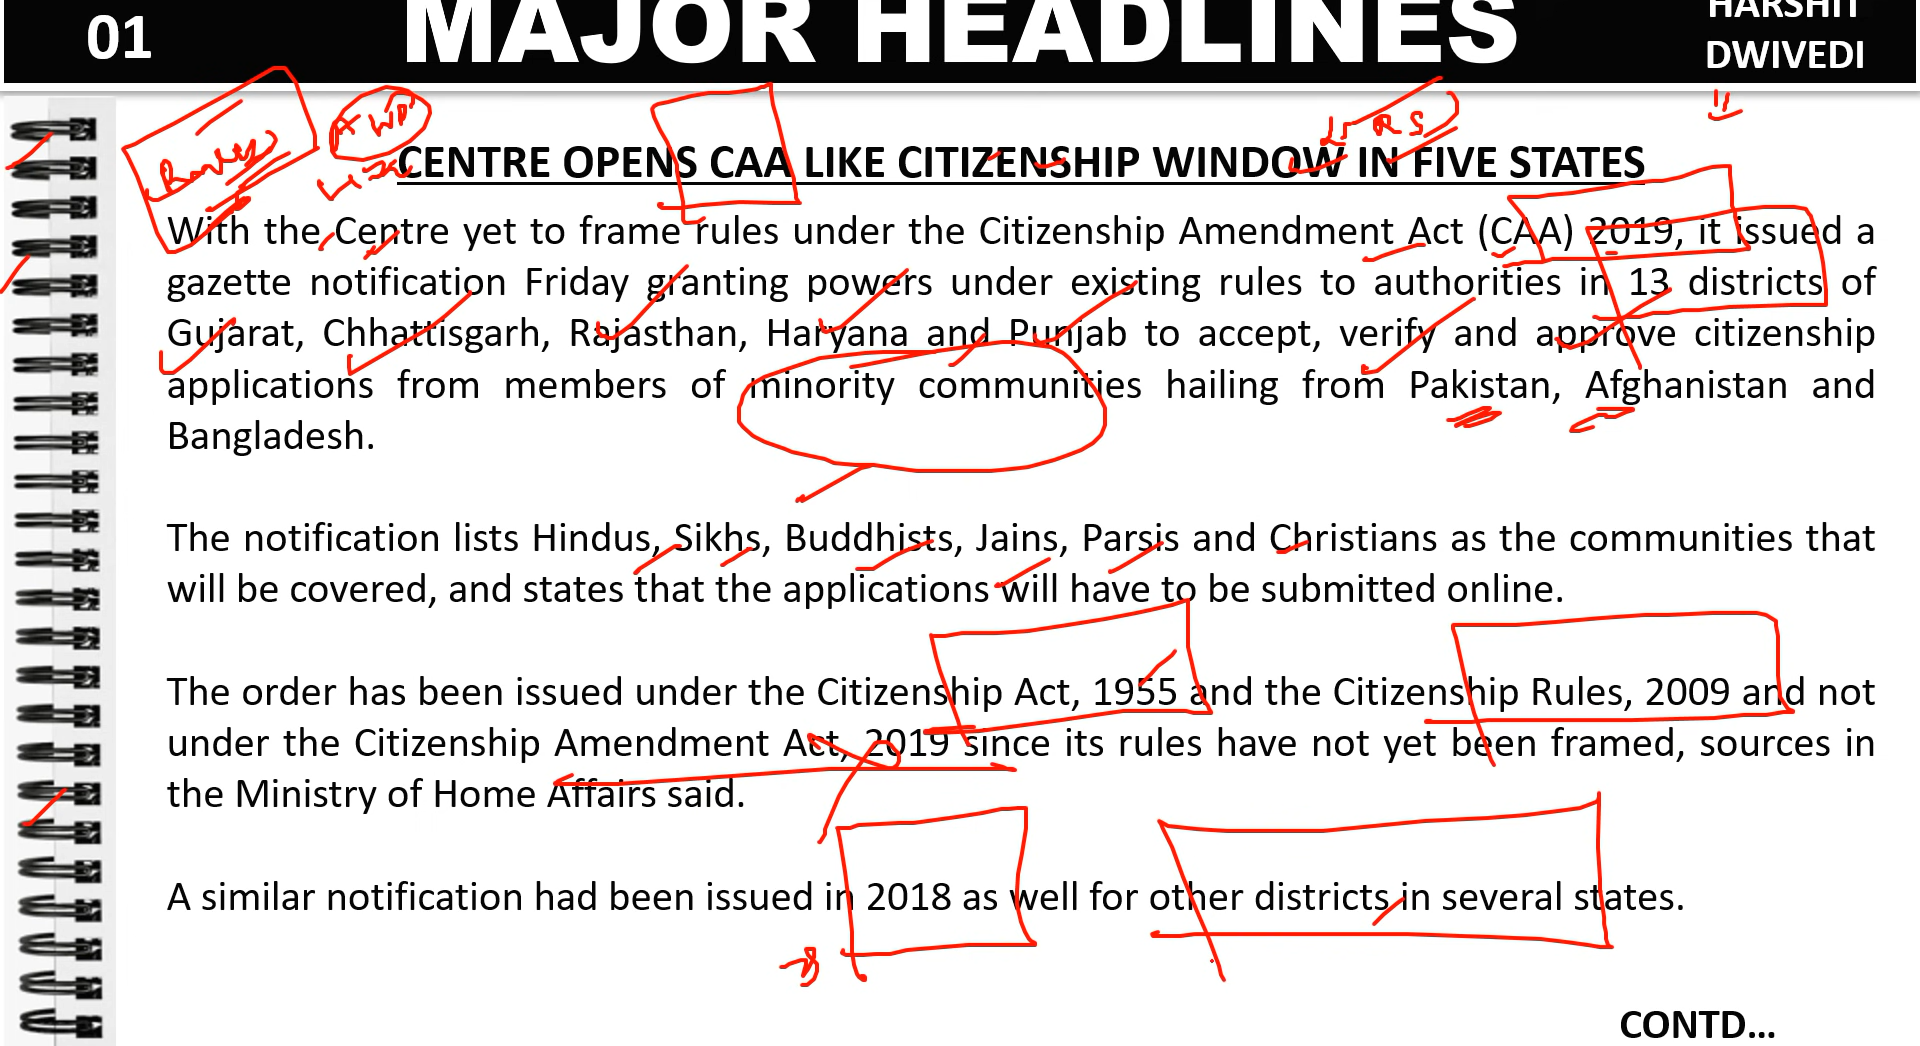 01
MAJOR HEADLINES
HARSHIT
DWIVEDI
Rules
RS
CENTRE OPENS CAA LIKE CITIZENSHIP WINDOW IN FIVE STATES
With the Centre yet to frame rules under the Citizenship Amendment Act (CAA) 2019, it issued a
gazette notification Friday granting powers under existing rules to authorities in 13 districts of
Gujarat, Chhattisgarh, Rajasthan, Haryana and Punjab to accept, verify and approve citizenship
applications from members of minority communities hailing from Pakistan, Afghanistan and
Bangladesh.
The notification lists Hindus, Sikhs, Buddhists, Jains, Parsis and Christians as the communities that
will be covered, and states that the applications will have to be submitted online.
The order has been issued under the Citizenship Act, 1955 and the Citizenship Rules, 2009 and not
under the Citizenship Amendment Act, 2019 since its rules have not yet been framed, sources in
the Ministry of Home Affairs said.
A similar notification had been issued in 2018 as well for other districts in several states.
CONTD...